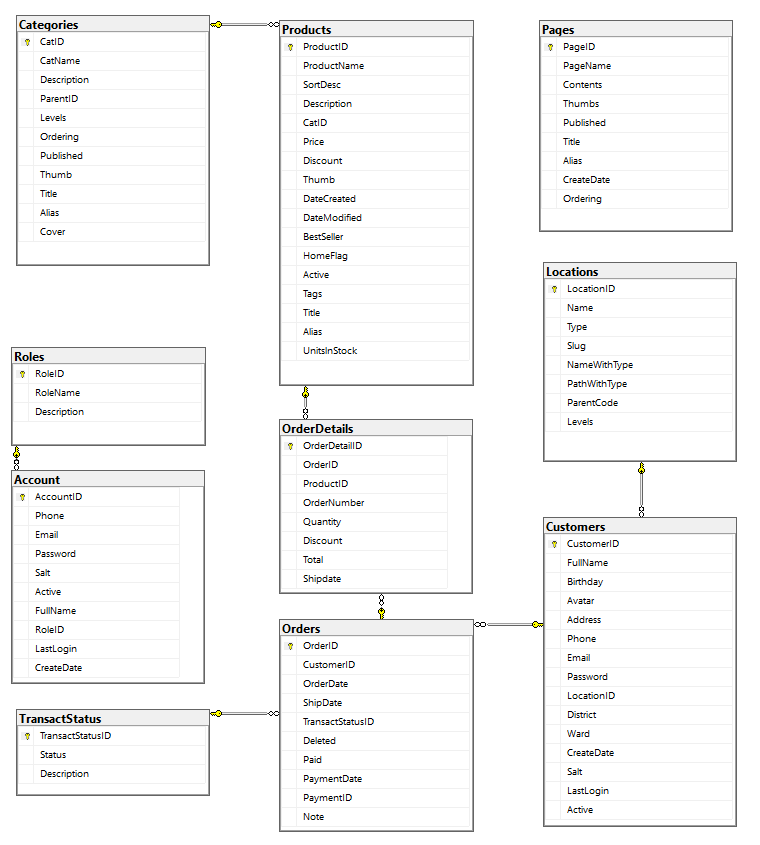 Categories
CatID
CatName
Description
ParentID
Levels
Ordering
Published
Thumb
Title
Alias
Cover
Products
ProductID
ProductName
SortDesc
Description
CatID
Price
Discount
Thumb
DateCreated
DateModified
BestSeller
HomeFlag
Active
Tags
Title
Alias
UnitsInStock
Pages
PageID
PageName
Contents
Thumbs
Published
Title
Alias
CreateDate
Ordering
Locations
LocationID
Name
Type
Slug
NameWithType
PathWithType
ParentCode
Levels
Roles
RoleID
RoleName
Description
Account
AccountID
Phone
Email
Password
Salt
Active
FullName
RoleID
LastLogin
CreateDate
OrderDetails
OrderDetailID
OrderID
ProductID
OrderNumber
Quantity
Discount
Total
Shipdate
Customers
CustomerID
FullName
Birthday
Avatar
Address
Phone
Email
Password
LocationID
District
Ward
CreateDate
Salt
LastLogin
Active
Orders
OrderID
CustomerID
OrderDate
ShipDate
TransactStatusID
Deleted
Paid
PaymentDate
PaymentID
Note
TransactStatus
TransactStatusID
Status
Description